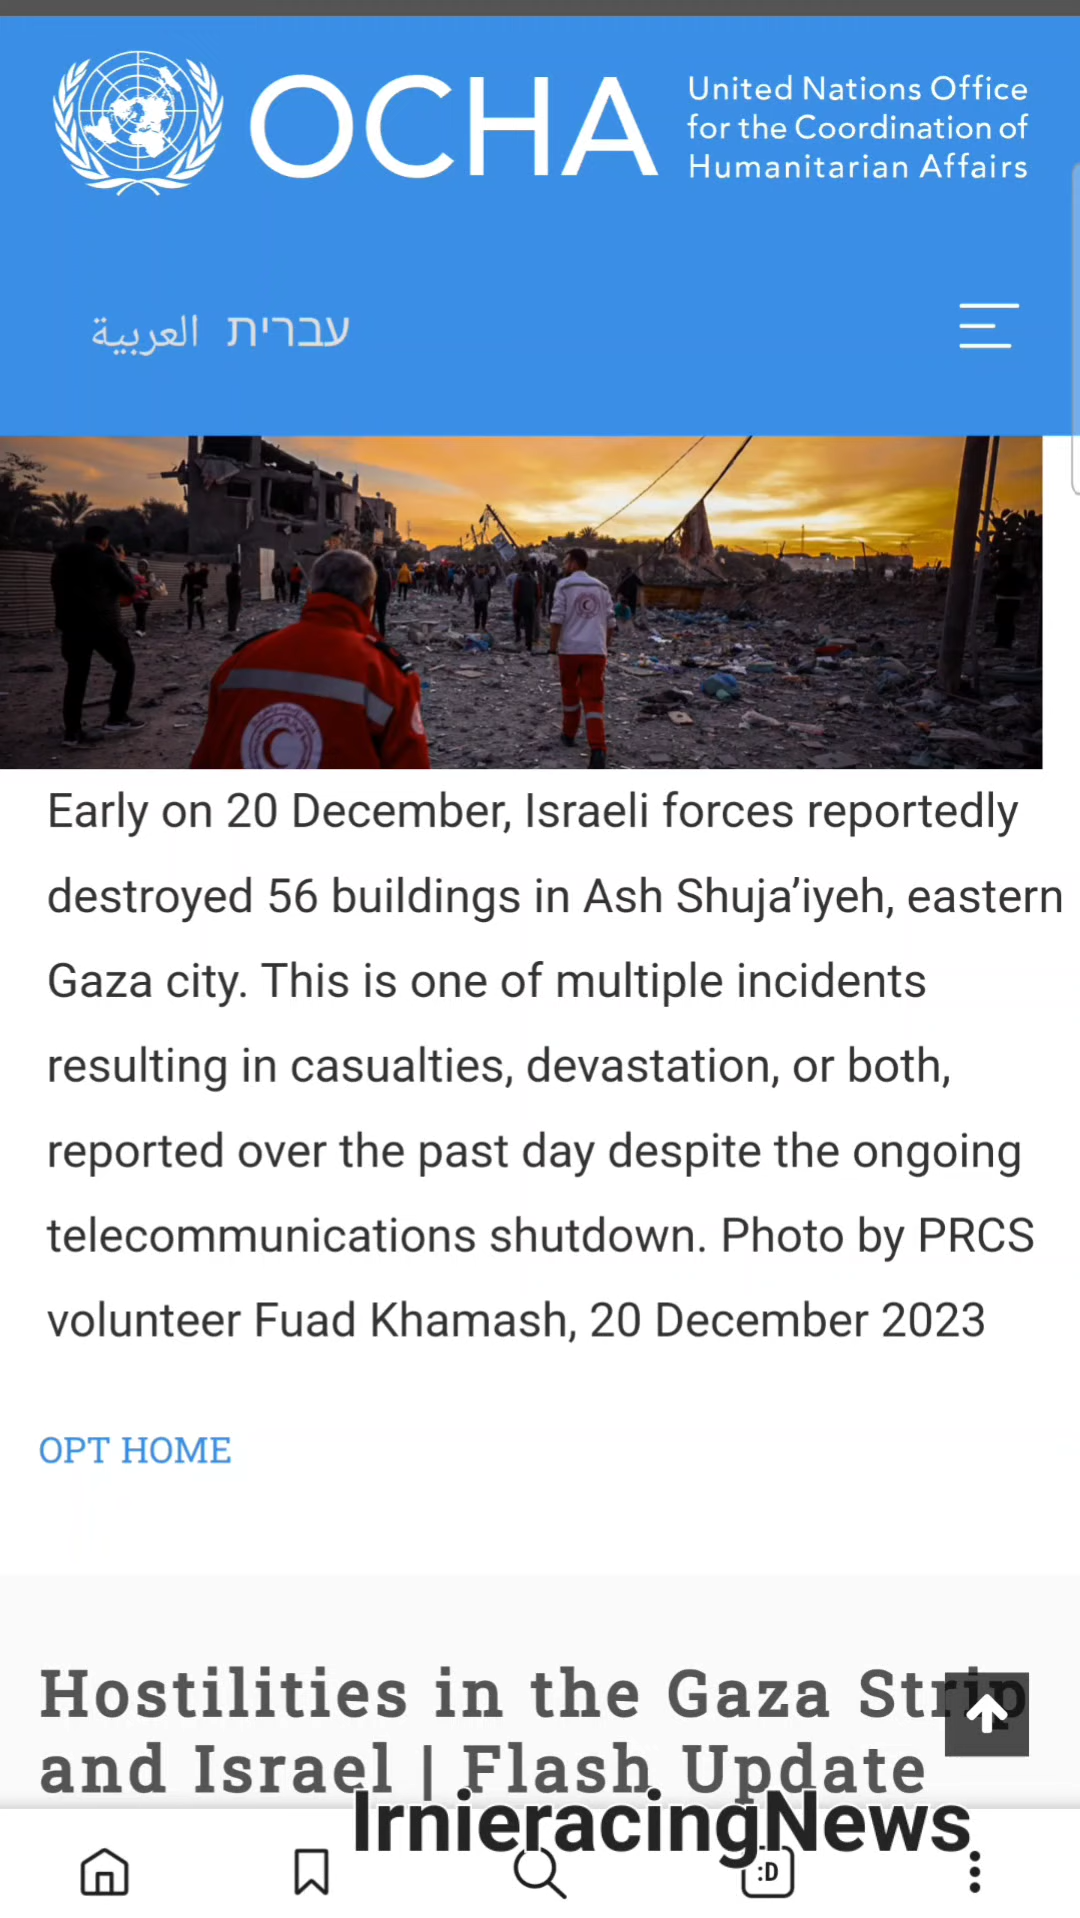 OCHA
United Nations Office
for the Coordination of
Humanitarian Affairs
العربية עברית
Early on 20 December, Israeli forces reportedly
destroyed 56 buildings in Ash Shuja’iyeh, eastern
Gaza city. This is one of multiple incidents
resulting in casualties, devastation, or both,
reported over the past day despite the ongoing
telecommunications shutdown. Photo by PRCS
volunteer Fuad Khamash, 20 December 2023
OPT HOME
Hostilities in the Gaza Strip
and Israel | Flash Update
IrnieracingNews
:D